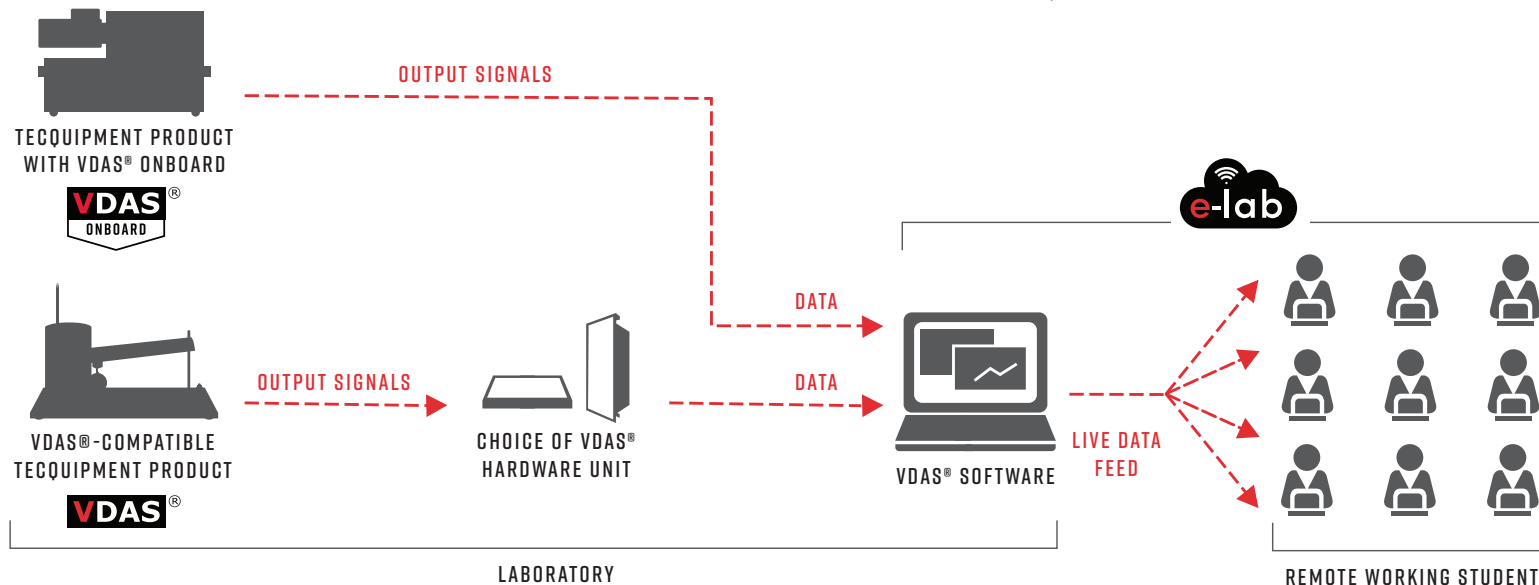 OUTPUT SIGNALS
TECQUIPMENT PRODUCT
WITH VDAS® ONBOARD
VDAS®
ONBOARD
e-lab
DATA
OUTPUT SIGNALS
DATA
VDAS®-COMPATIBLE
TECQUIPMENT PRODUCT
VDAS®
CHOICE OF VDAS®
HARDWARE UNIT
VDAS® SOFTWARE
LIVE DATA
FEED
LABORATORY
REMOTE WORKING STUDENT